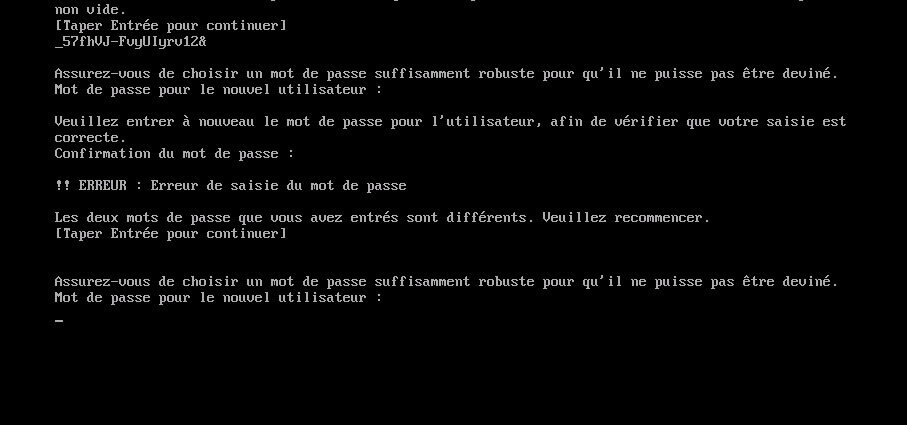 non vide.
[Taper Entrée pour continuer]
_57fhVJ-FvyUIyrv12&
Assurez-vous de choisir un mot de passe suffisamment robuste pour qu'il ne puisse pas être deviné.
Mot de passe pour le nouvel utilisateur :
Veuillez entrer à nouveau le mot de passe pour l'utilisateur, afin de vérifier que votre saisie est
correcte.
Confirmation du mot de passe :
!! ERREUR : Erreur de saisie du mot de passe
Les deux mots de passe que vous avez entrés sont différents. Veuillez recommencer.
[Taper Entrée pour continuer]
Assurez-vous de choisir un mot de passe suffisamment robuste pour qu'il ne puisse pas être deviné.
Mot de passe pour le nouvel utilisateur :
_